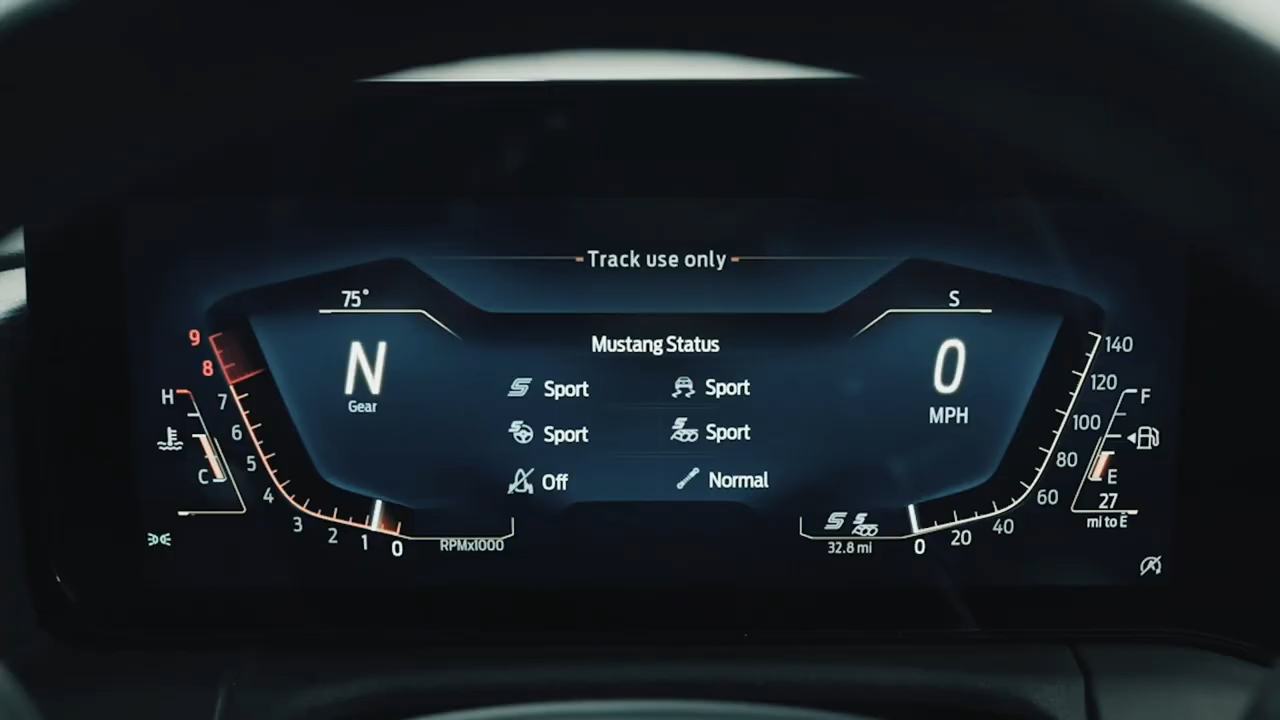 Track use only
75°
S
Mustang Status
N
Gear
0
MPH
Sport
Sport
Sport
Sport
Off
Normal
9
8
7
6
5
4
3
2
1
0
RPMx1000
H
C
140
120
100
80
60
40
20
0
F
E
27
mi to E
32.8 mi